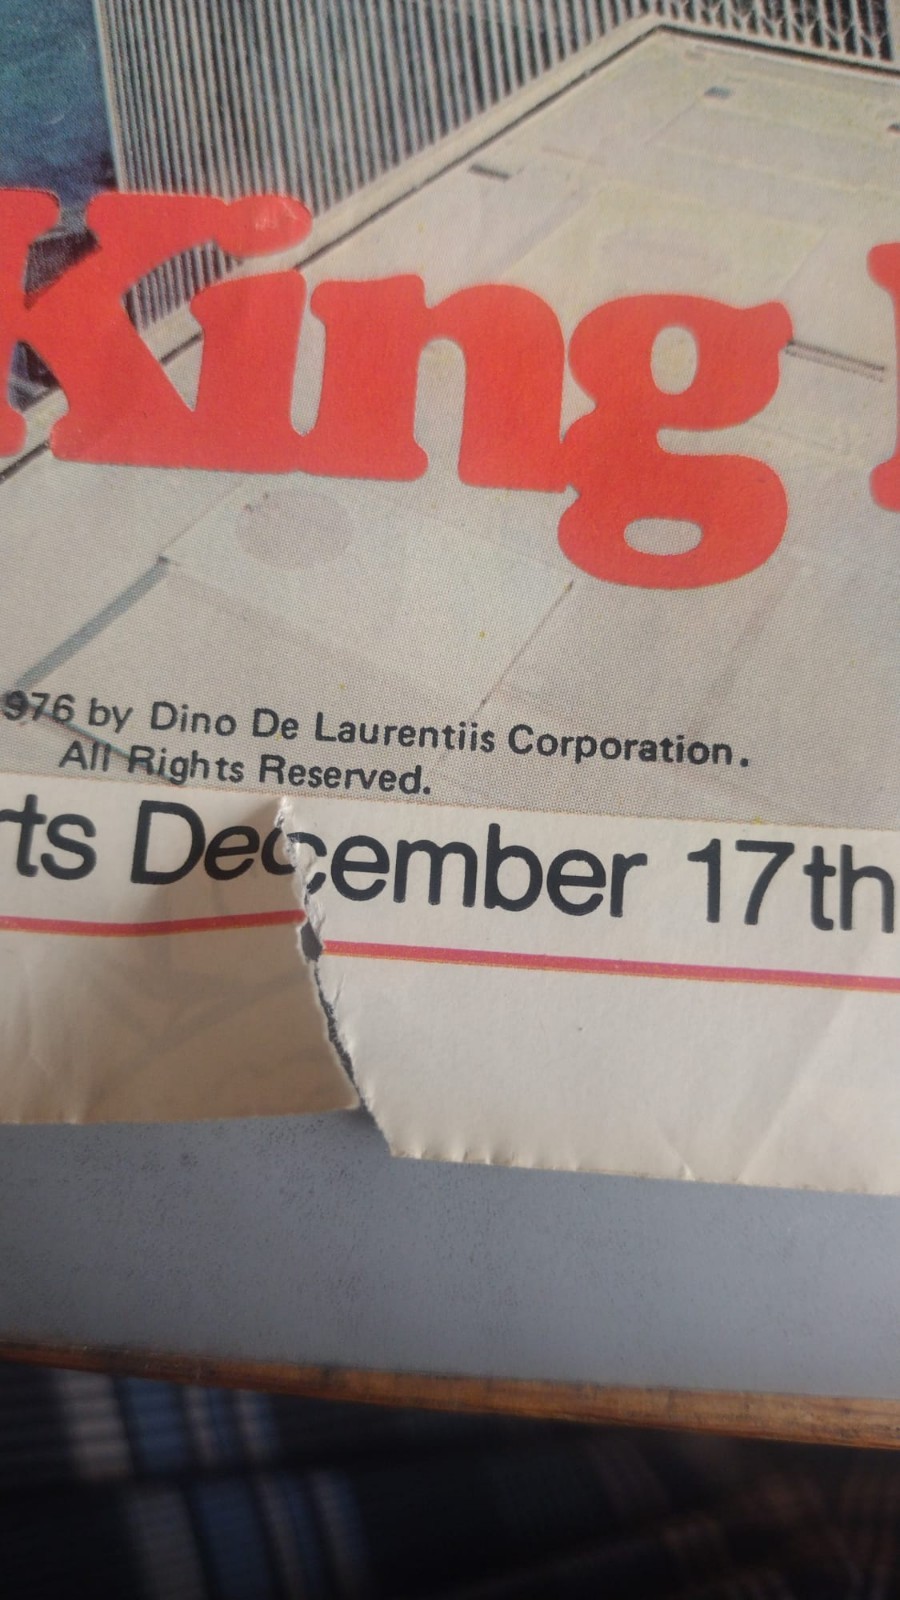 King
976 by Dino De Laurentiis Corporation.
All Rights Reserved.
rts December 17th